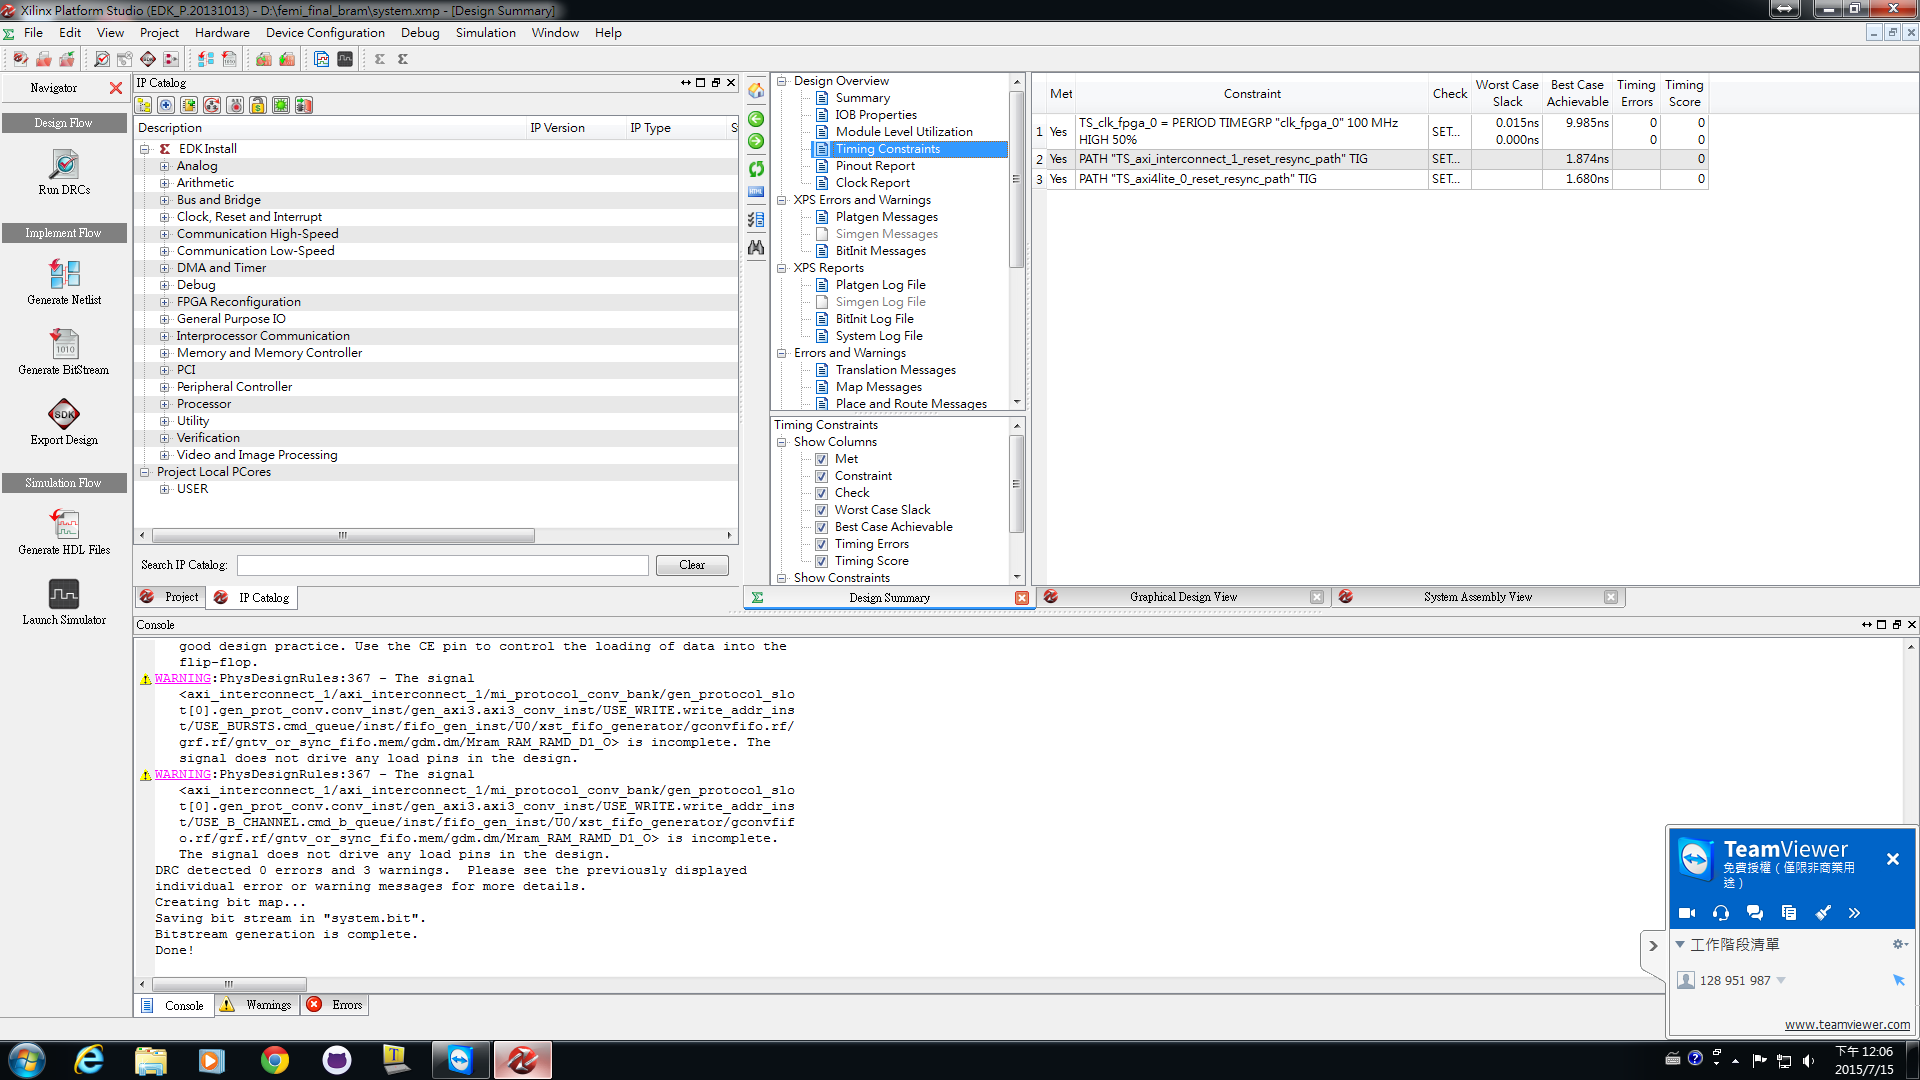 Xilinx Platform Studio (EDK_P.20131013) - D:\femi_final_bram\system.xmp - [Design Summary]
File Edit View Project Hardware Device Configuration Debug Simulation Window Help
Navigator
Design Flow
Run DRCs
Implement Flow
Generate Netlist
Generate BitStream
SDK
Export Design
Simulation Flow
Generate HDL Files
Launch Simulator
IP Catalog
Description IP Version IP Type S
EDK Install
Analog
Arithmetic
Bus and Bridge
Clock, Reset and Interrupt
Communication High-Speed
Communication Low-Speed
DMA and Timer
Debug
FPGA Reconfiguration
General Purpose IO
Interprocessor Communication
Memory and Memory Controller
PCI
Peripheral Controller
Processor
Utility
Verification
Video and Image Processing
Project Local PCores
USER
Search IP Catalog: Clear
Project IP Catalog
Design Overview
Summary
IOB Properties
Module Level Utilization
Timing Constraints
Pinout Report
Clock Report
XPS Errors and Warnings
Platgen Messages
Simgen Messages
BitInit Messages
XPS Reports
Platgen Log File
Simgen Log File
BitInit Log File
System Log File
Errors and Warnings
Translation Messages
Map Messages
Place and Route Messages
Timing Constraints
Show Columns
Met
Constraint
Check
Worst Case Slack
Best Case Achievable
Timing Errors
Timing Score
Show Constraints
Met Constraint Check Worst Case Slack Best Case Achievable Timing Errors Timing Score
1 Yes TS_clk_fpga_0 = PERIOD TIMEGRP "clk_fpga_0" 100 MHz SET... 0.015ns 9.985ns 0 0
HIGH 50% 0.000ns 0 0
2 Yes PATH "TS_axi_interconnect_1_reset_resync_path" TIG SET... 1.874ns 0
3 Yes PATH "TS_axi4lite_0_reset_resync_path" TIG SET... 1.680ns 0
Design Summary Graphical Design View System Assembly View
Console
good design practice. Use the CE pin to control the loading of data into the
flip-flop.
WARNING:PhysDesignRules:367 - The signal
<axi_interconnect_1/axi_interconnect_1/mi_protocol_conv_bank/gen_protocol_slo
t[0].gen_prot_conv.conv_inst/gen_axi3.axi3_conv_inst/USE_WRITE.write_addr_ins
t/USE_BURSTS.cmd_queue/inst/fifo_gen_inst/U0/xst_fifo_generator/gconvfifo.rf/
grf.rf/gntv_or_sync_fifo.mem/gdm.dm/Mram_RAM_RAMD_D1_O> is incomplete. The
signal does not drive any load pins in the design.
WARNING:PhysDesignRules:367 - The signal
<axi_interconnect_1/axi_interconnect_1/mi_protocol_conv_bank/gen_protocol_slo
t[0].gen_prot_conv.conv_inst/gen_axi3.axi3_conv_inst/USE_WRITE.write_addr_ins
t/USE_B_CHANNEL.cmd_b_queue/inst/fifo_gen_inst/U0/xst_fifo_generator/gconvfif
o.rf/grf.rf/gntv_or_sync_fifo.mem/gdm.dm/Mram_RAM_RAMD_D1_O> is incomplete.
The signal does not drive any load pins in the design.
DRC detected 0 errors and 3 warnings.  Please see the previously displayed
individual error or warning messages for more details.
Creating bit map...
Saving bit stream in "system.bit".
Bitstream generation is complete.
Done!
Console Warnings Errors
TeamViewer
免費授權 ( 僅限非商業用
途 )
工作階段清單
128 951 987
www.teamviewer.com
下午 12:06
2015/7/15